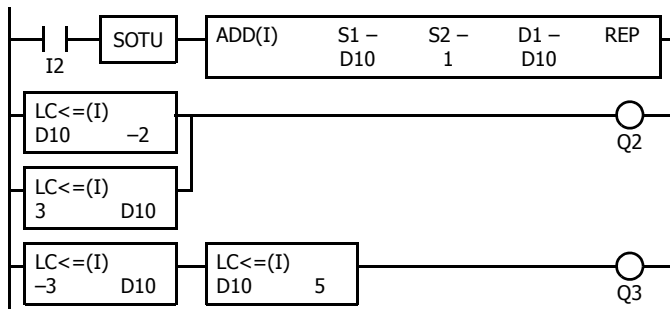 SOTU ADD(I) S1 – S2 – D1 – REP
I2 D10 1 D10
LC<=(I)
D10 –2
Q2
LC<=(I)
3 D10
LC<=(I) LC<=(I)
–3 D10 D10 5
Q3